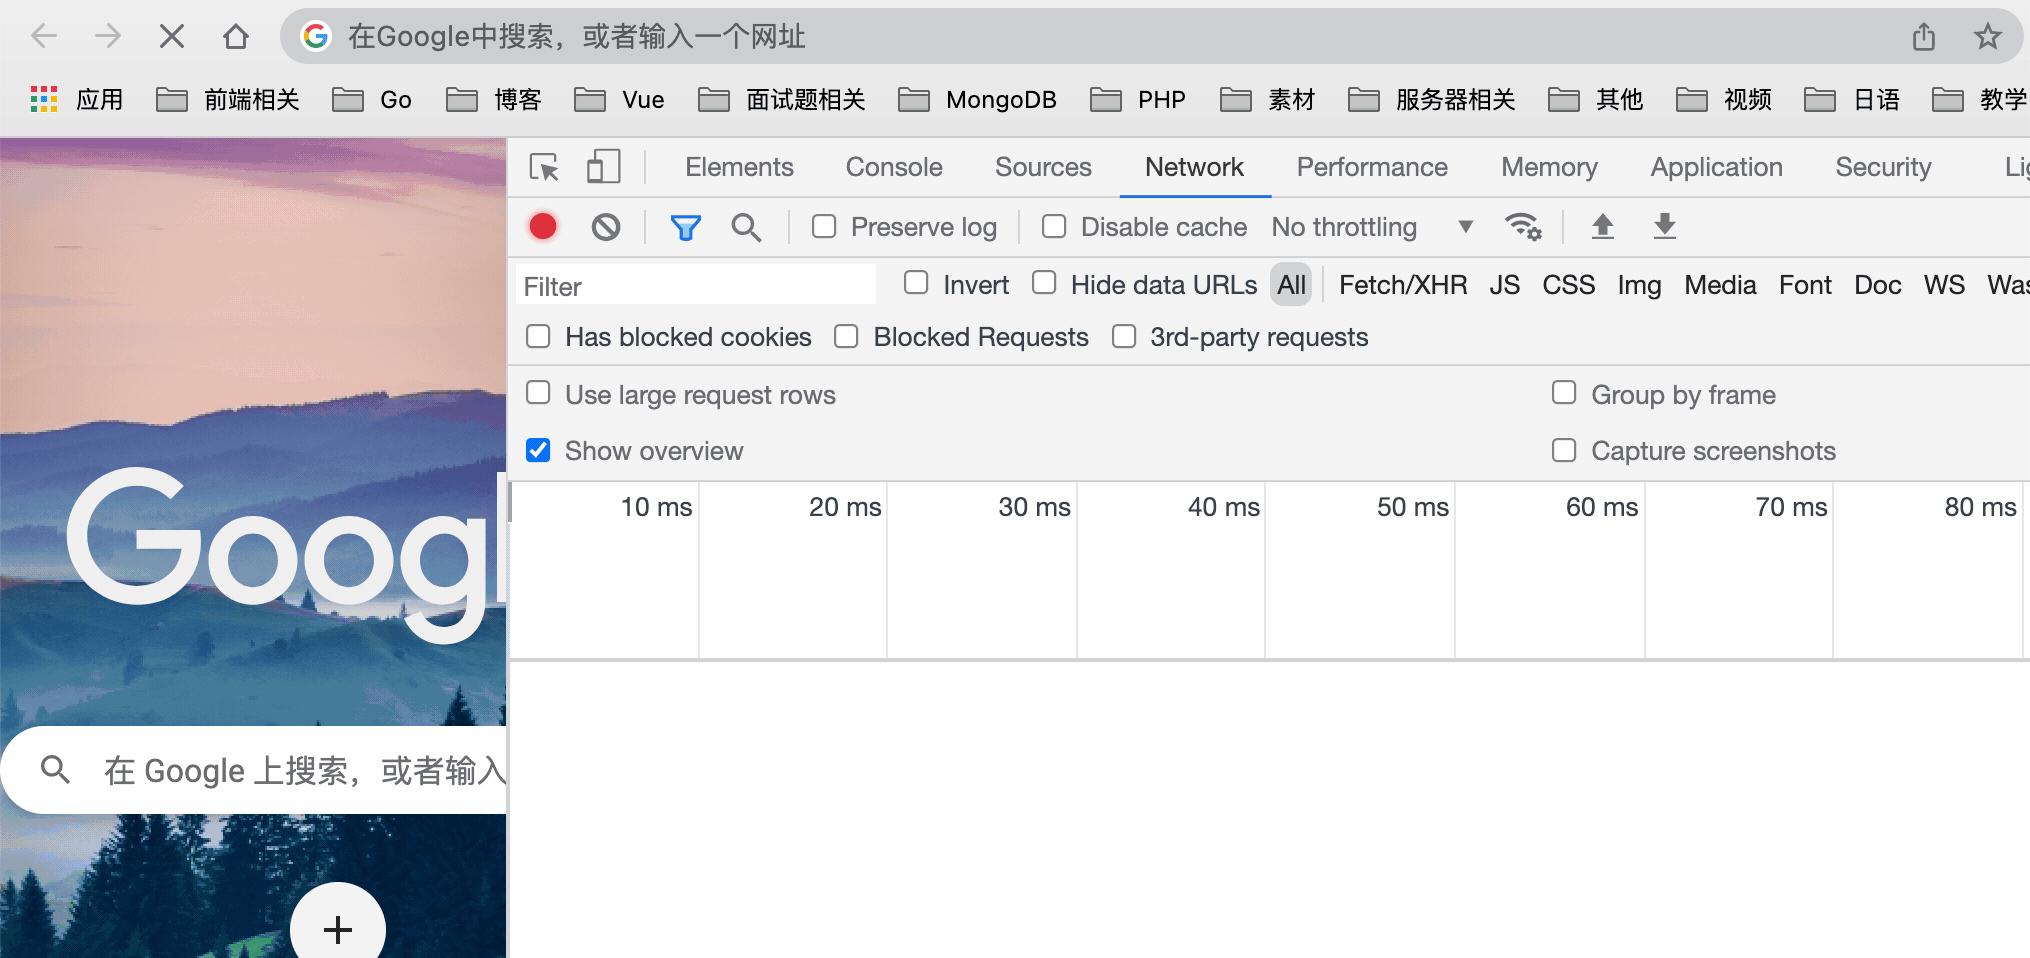 在Google中搜索，或者输入一个网址
应用 前端相关 Go 博客 Vue 面试题相关 MongoDB PHP 素材 服务器相关 其他 视频 日语 教学
Elements Console Sources Network Performance Memory Application Security
Preserve log Disable cache No throttling
Filter Invert Hide data URLs All Fetch/XHR JS CSS Img Media Font Doc WS
Has blocked cookies Blocked Requests 3rd-party requests
Use large request rows Group by frame
Show overview Capture screenshots
10 ms 20 ms 30 ms 40 ms 50 ms 60 ms 70 ms 80 ms
Googl
在 Google 上搜索，或者输入